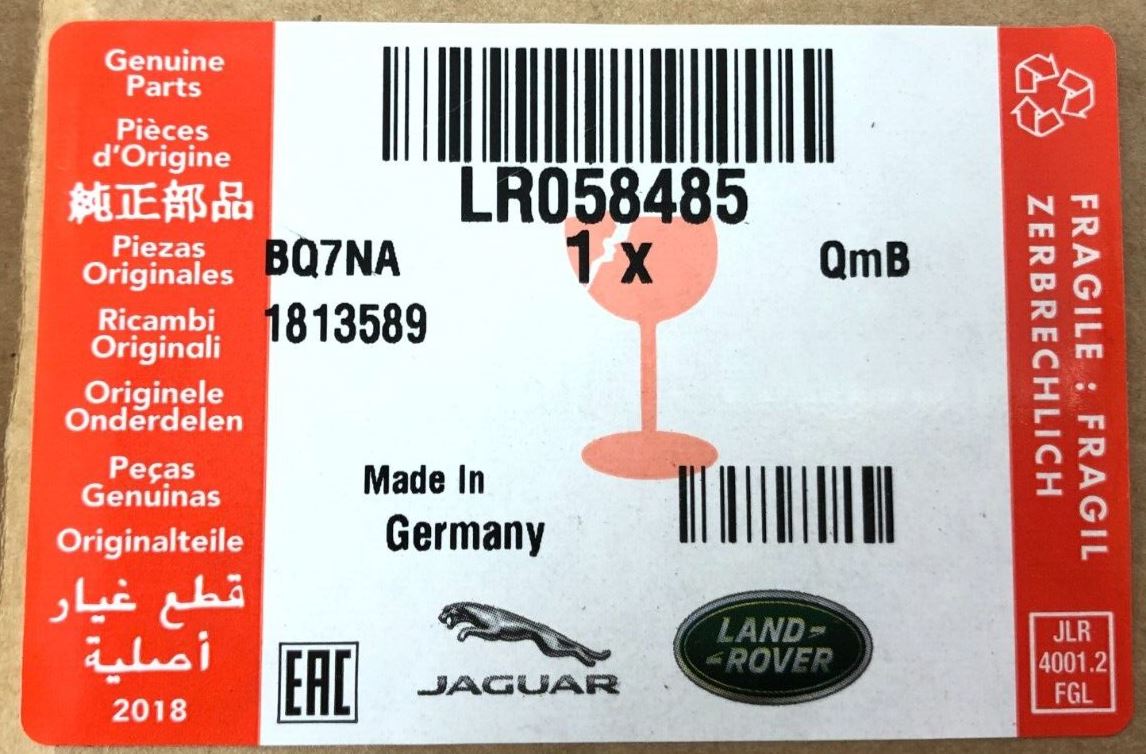 Genuine
Parts
Pièces
d'Origine
純正部品
Piezas
Originales
Ricambi
Originali
Originele
Onderdelen
Peças
Genuinas
Originalteile
قطع غيار
أصلية
2018
LR058485
BQ7NA
1 x
QmB
1813589
Made In
Germany
EAC
JAGUAR
LAND-
-ROVER
FRAGILE : FRAGIL
ZERBRECHLICH
JLR
4001.2
FGL